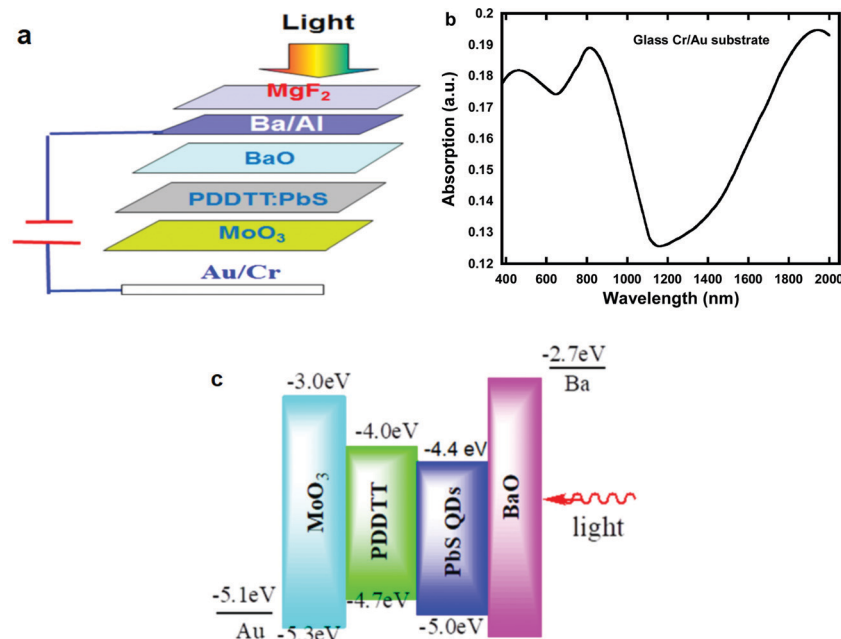 a
Light
MgF₂
Ba/Al
BaO
PDDTT:PbS
MoO₃
Au/Cr
b
Glass Cr/Au substrate
Absorption (a.u.)
0.2
0.19
0.18
0.17
0.16
0.15
0.14
0.13
0.12
400 600 800 1000 1200 1400 1600 1800 2000
Wavelength (nm)
c
-2.7eV
Ba
-3.0eV
-4.0eV
-4.4 eV
MoO₃
PDDTT
PbS QDs
BaO
light
-5.1eV
Au
-5.3eV
-4.7eV
-5.0eV